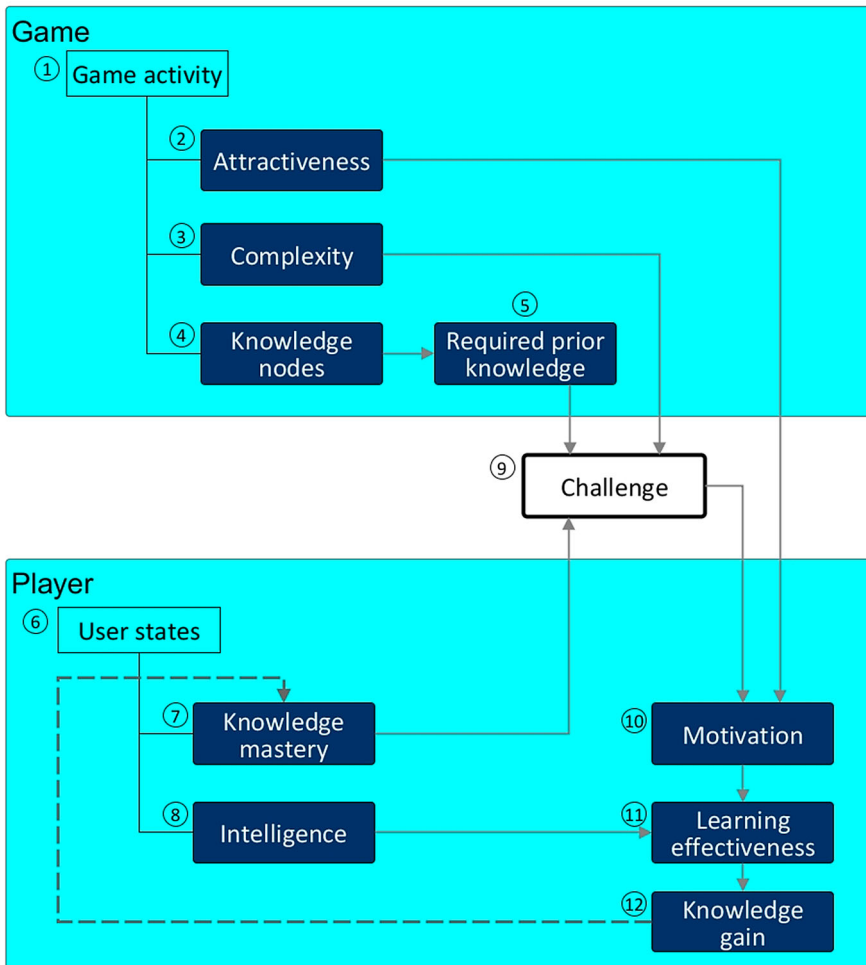 Game
① Game activity
② Attractiveness
③ Complexity
④ Knowledge
nodes
⑤
Required prior
knowledge
⑨ Challenge
Player
⑥ User states
⑦ Knowledge
mastery
⑩ Motivation
⑧ Intelligence
⑪ Learning
effectiveness
⑫ Knowledge
gain